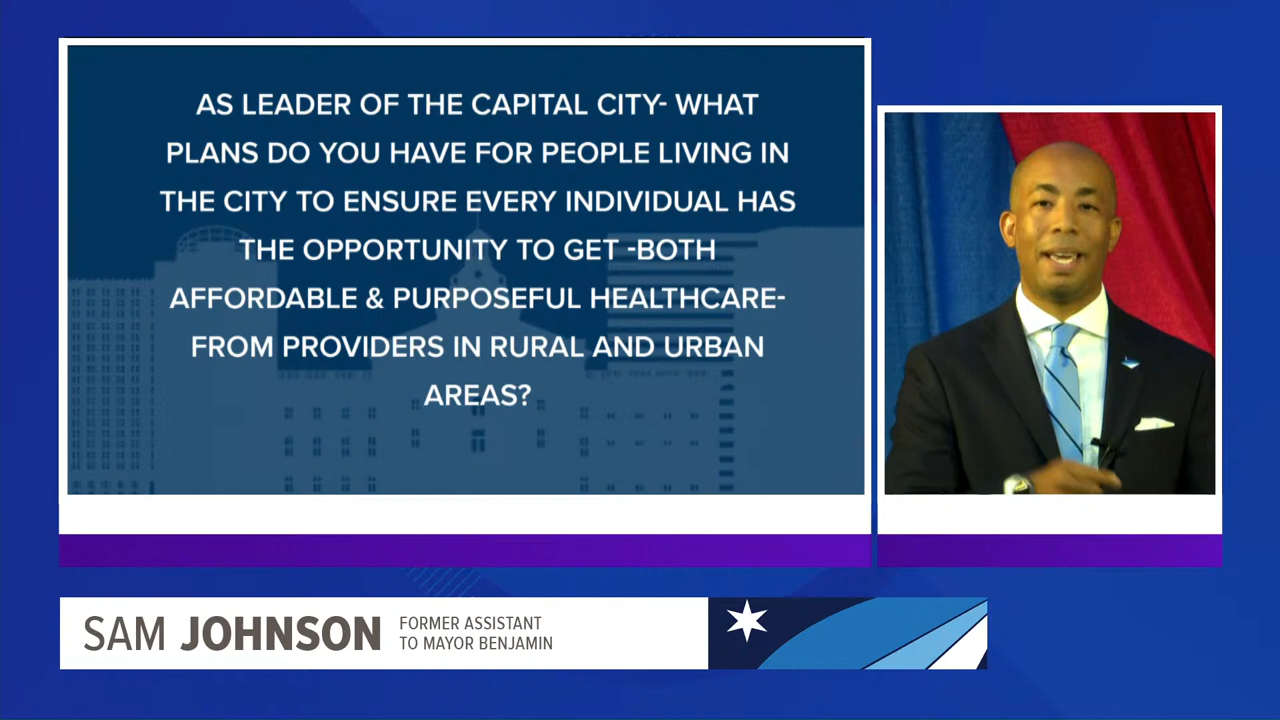 AS LEADER OF THE CAPITAL CITY- WHAT
PLANS DO YOU HAVE FOR PEOPLE LIVING IN
THE CITY TO ENSURE EVERY INDIVIDUAL HAS
THE OPPORTUNITY TO GET -BOTH
AFFORDABLE & PURPOSEFUL HEALTHCARE-
FROM PROVIDERS IN RURAL AND URBAN
AREAS?
SAM JOHNSON
FORMER ASSISTANT
TO MAYOR BENJAMIN